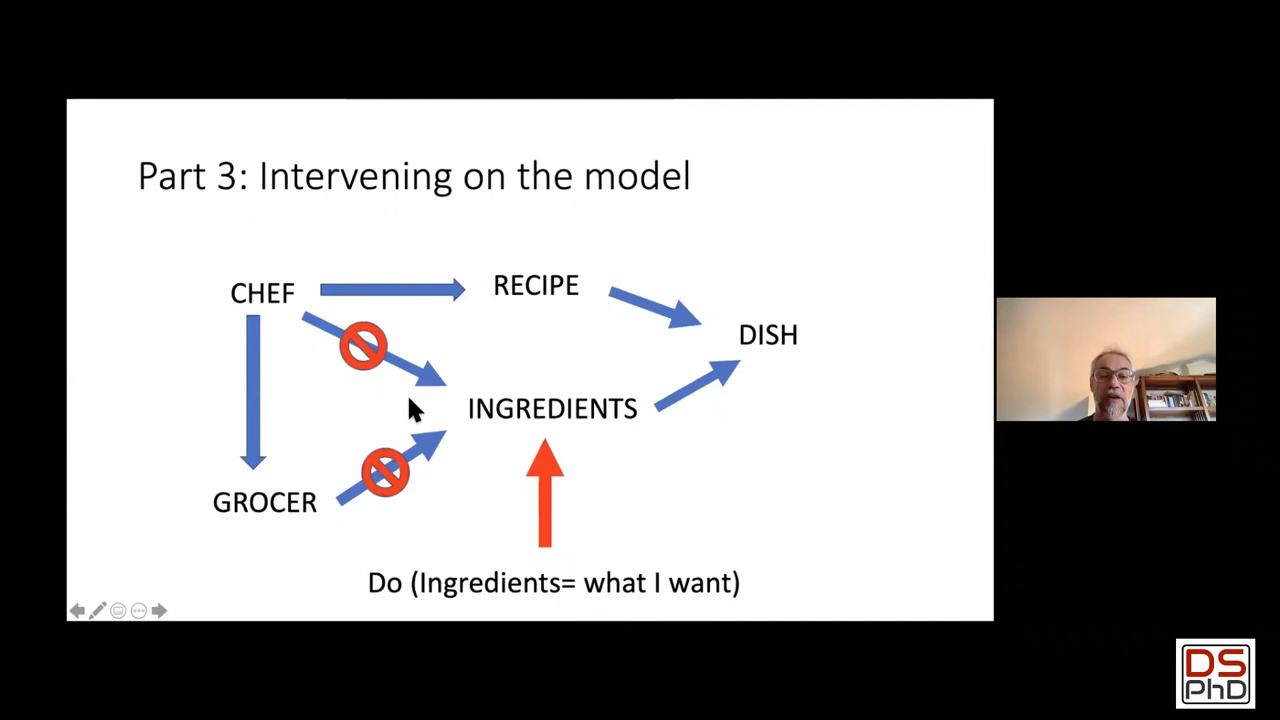 Part 3: Intervening on the model
CHEF
RECIPE
DISH
INGREDIENTS
GROCER
Do (Ingredients= what I want)
DS
PhD